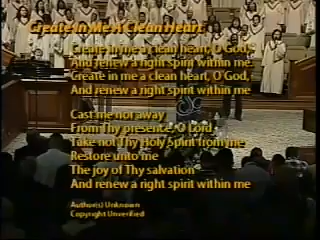 Create In Me A Clean Heart
Create in me a clean heart, O God,
And renew a right spirit within me.
Create in me a clean heart, O God,
And renew a right spirit within me
Cast me not away
From Thy presence, O Lord
Take not Thy Holy Spirit from me
Restore unto me
The joy of Thy salvation
And renew a right spirit within me
Author(s) Unknown
Copyright Unverified